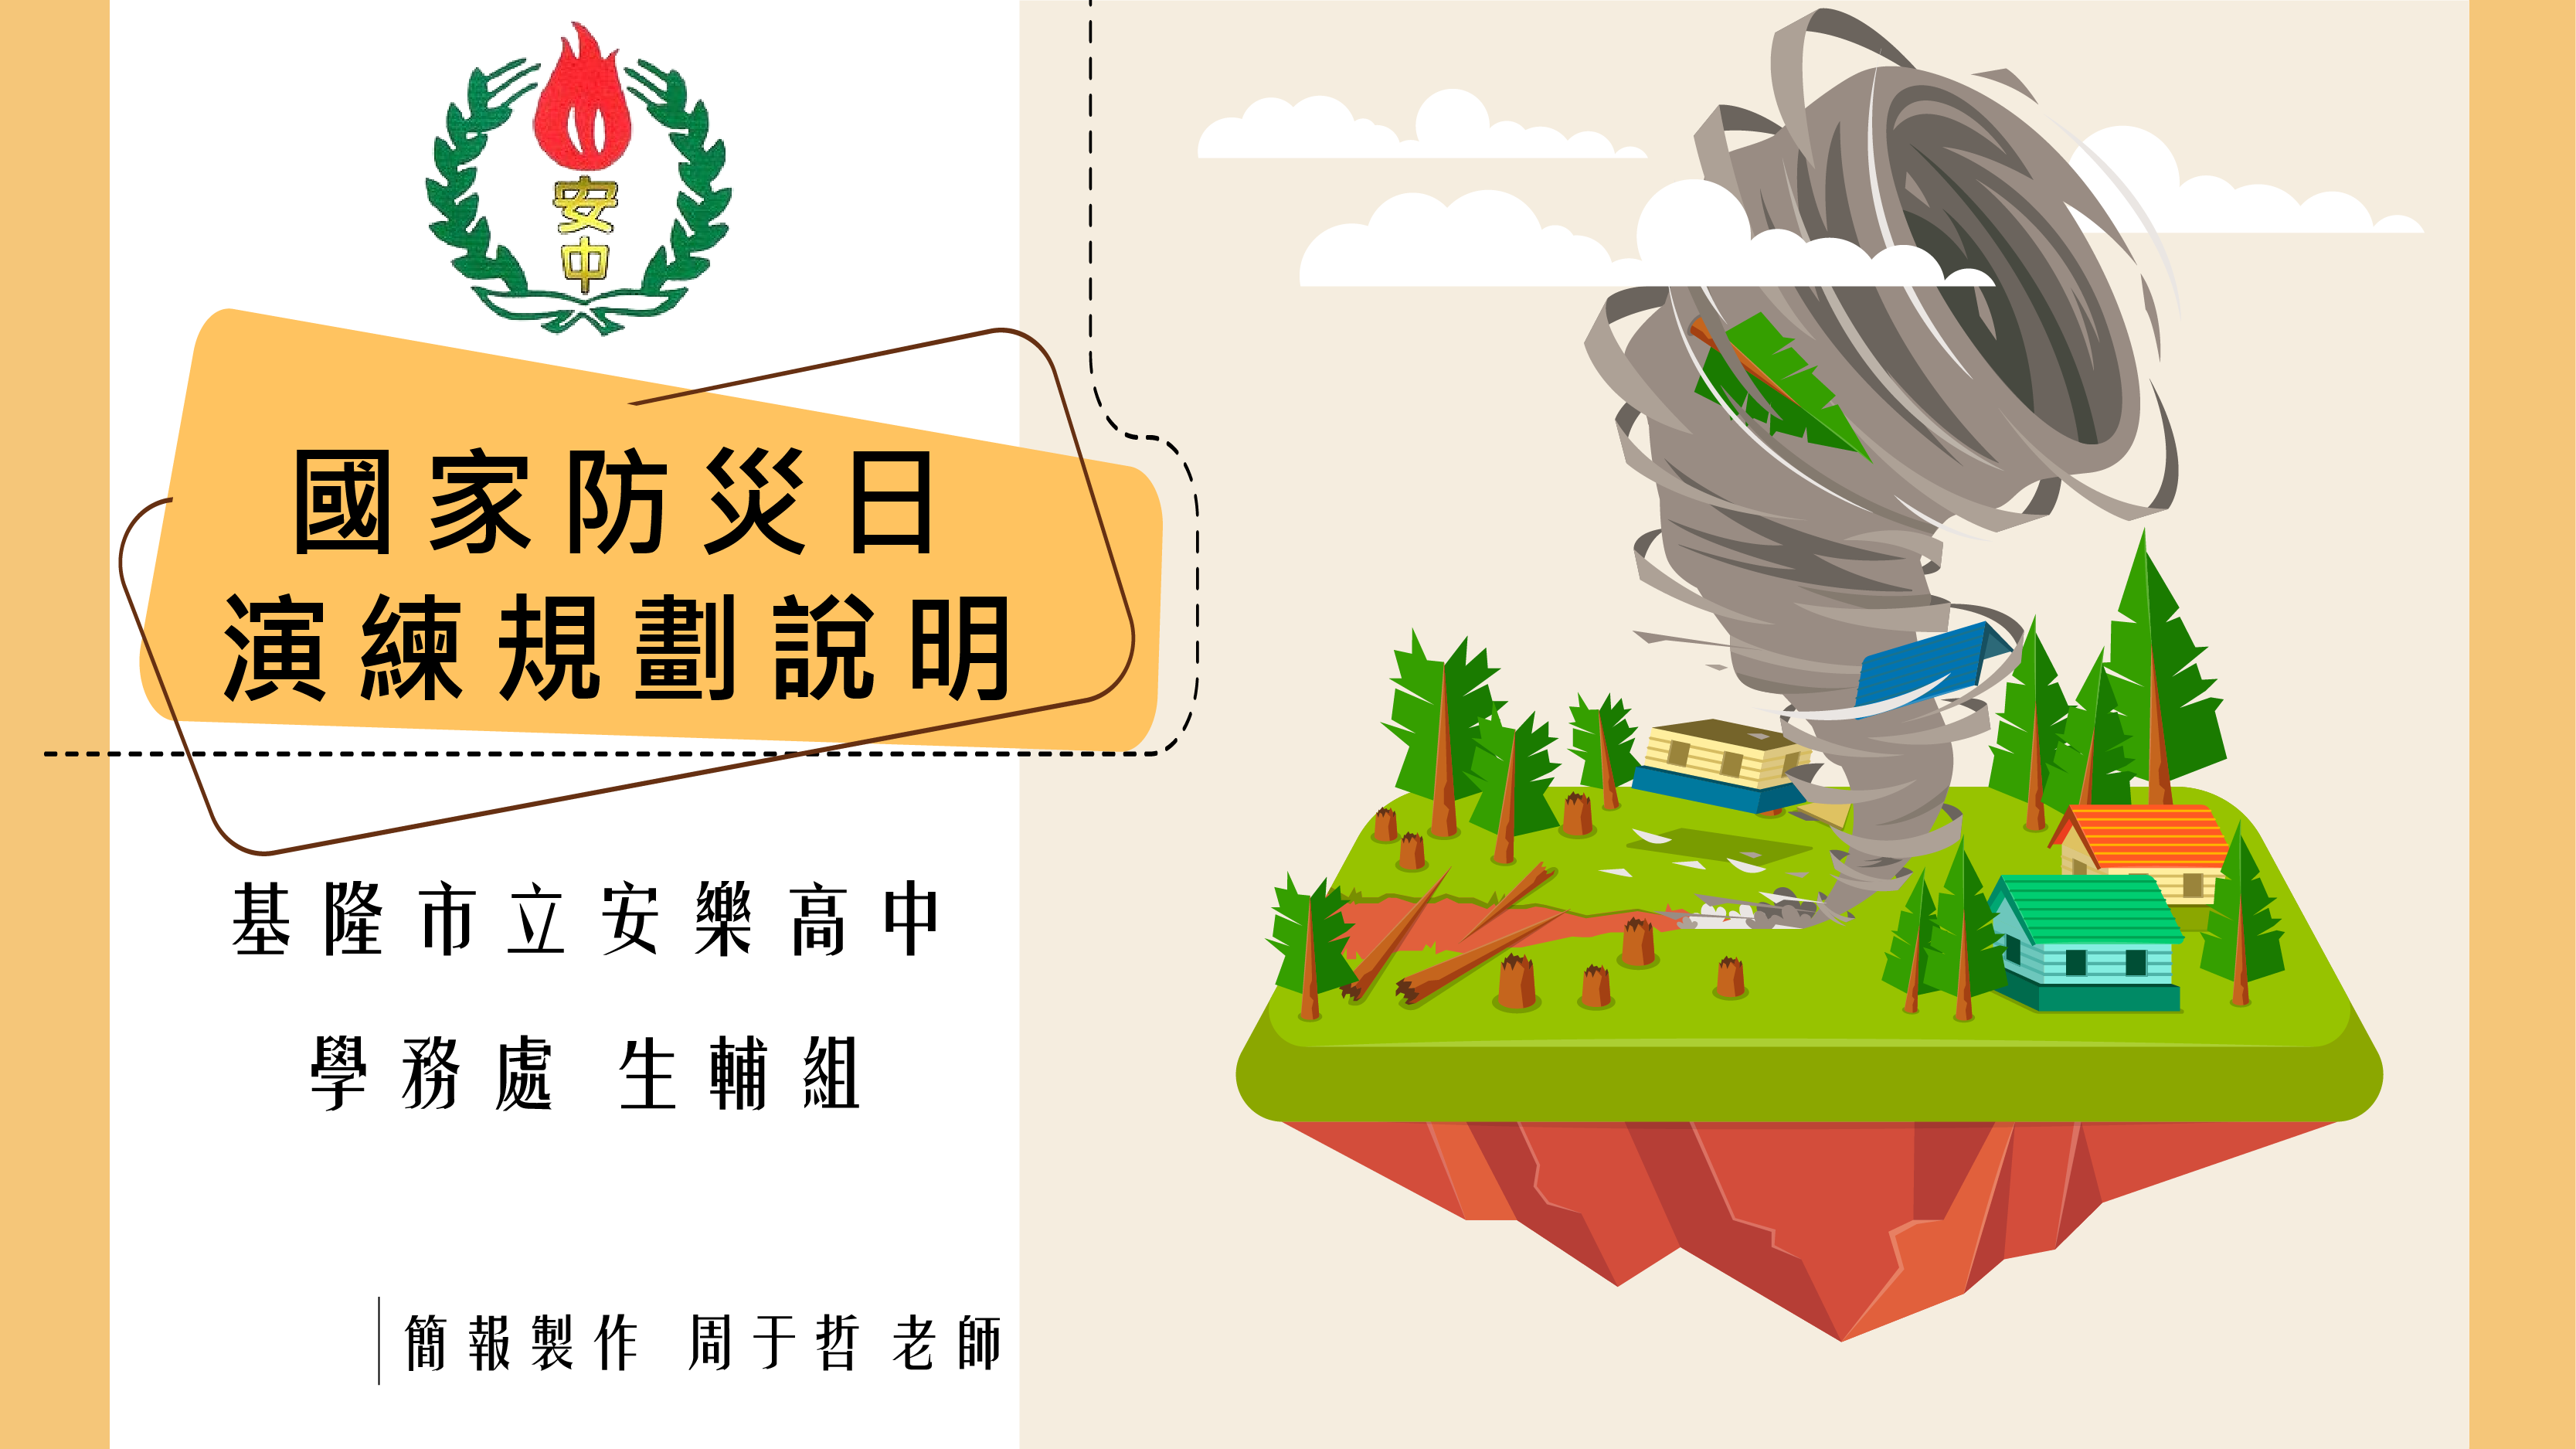 安
中
國家防災日
演練規劃說明
基隆市立安樂高中
學務處 生輔組
簡報製作 周于哲 老師